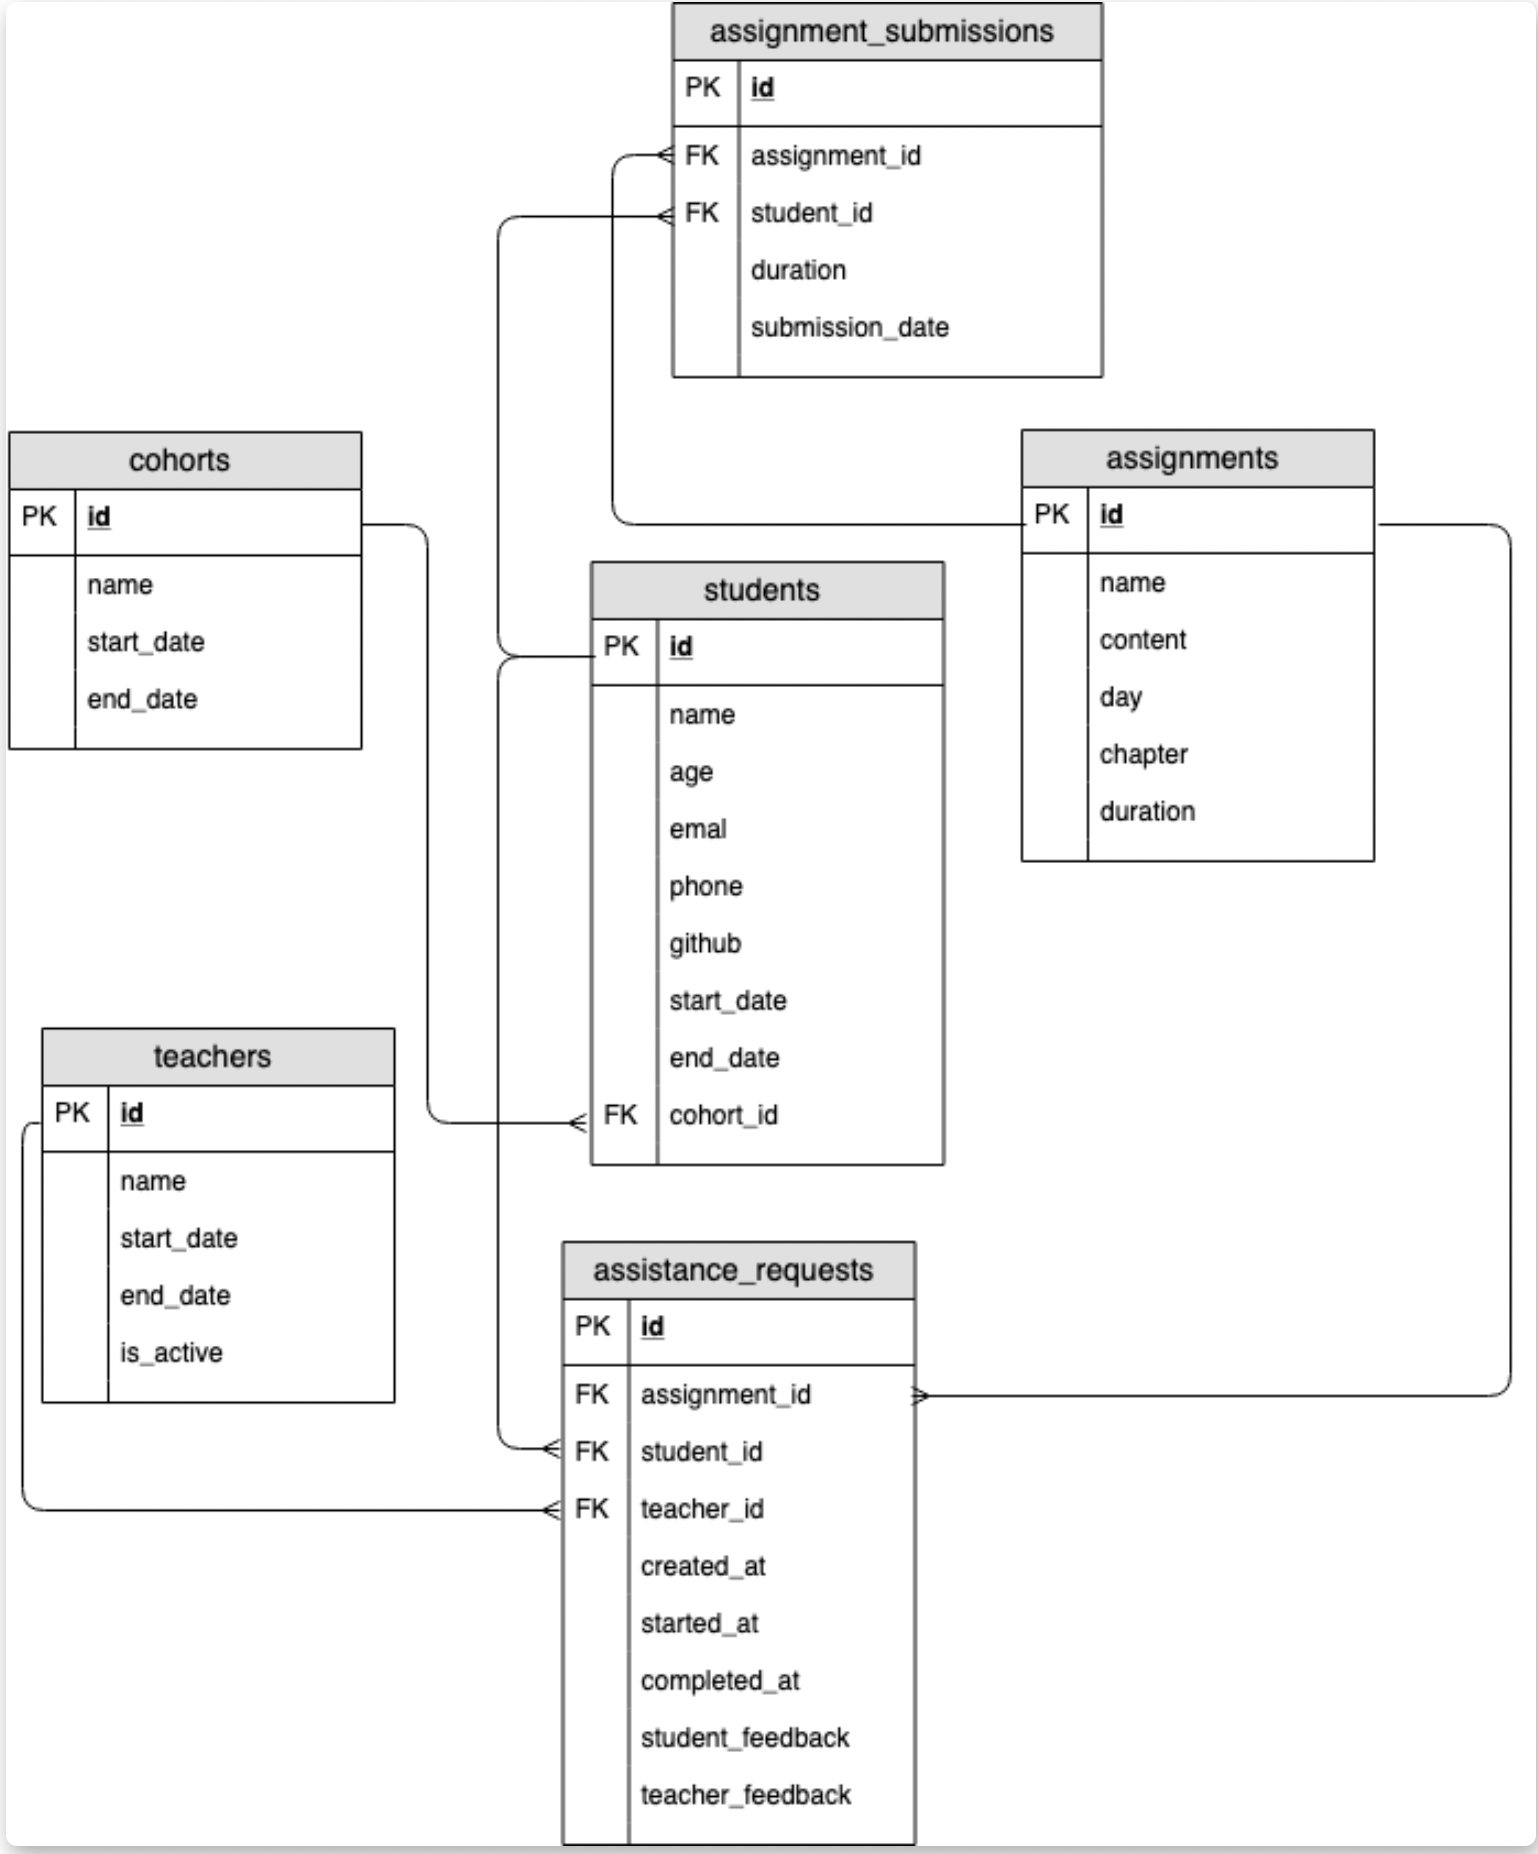 assignment_submissions
PK id
FK assignment_id
FK student_id
duration
submission_date
cohorts
PK id
name
start_date
end_date
assignments
PK id
name
content
day
chapter
duration
students
PK id
name
age
emal
phone
github
start_date
end_date
FK cohort_id
teachers
PK id
name
start_date
end_date
is_active
assistance_requests
PK id
FK assignment_id
FK student_id
FK teacher_id
created_at
started_at
completed_at
student_feedback
teacher_feedback